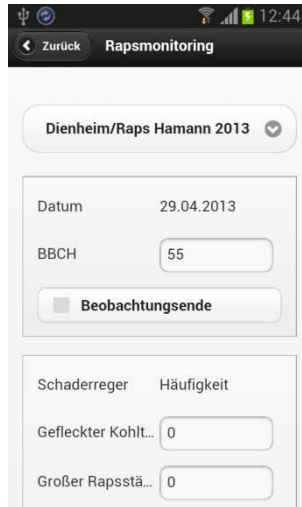 12:44
Zurück Rapsmonitoring
Dienheim/Raps Hamann 2013
Datum 29.04.2013
BBCH 55
Beobachtungsende
Schaderreger Häufigkeit
Gefleckter Kohlt... 0
Großer Rapsstä... 0